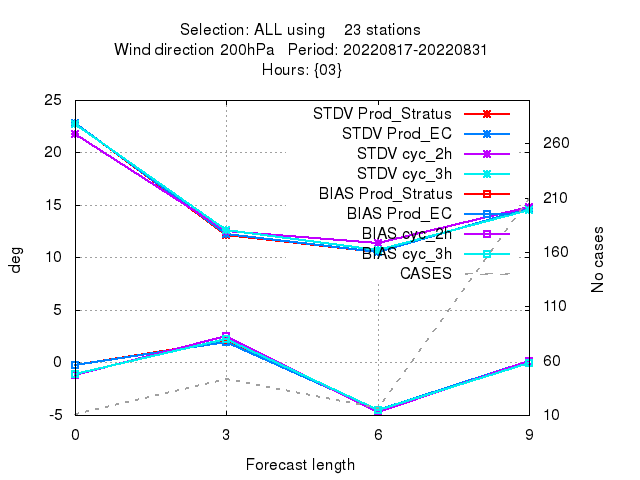 Selection: ALL using    23 stations
Wind direction 200hPa   Period: 20220817-20220831
Hours: {03}
25
20
15
10
5
0
-5
deg
STDV Prod_Stratus
STDV Prod_EC
STDV cyc_2h
STDV cyc_3h
BIAS Prod_Stratus
BIAS Prod_EC
BIAS cyc_2h
BIAS cyc_3h
CASES
260
210
160
110
60
10
No cases
0 3 6 9
Forecast length